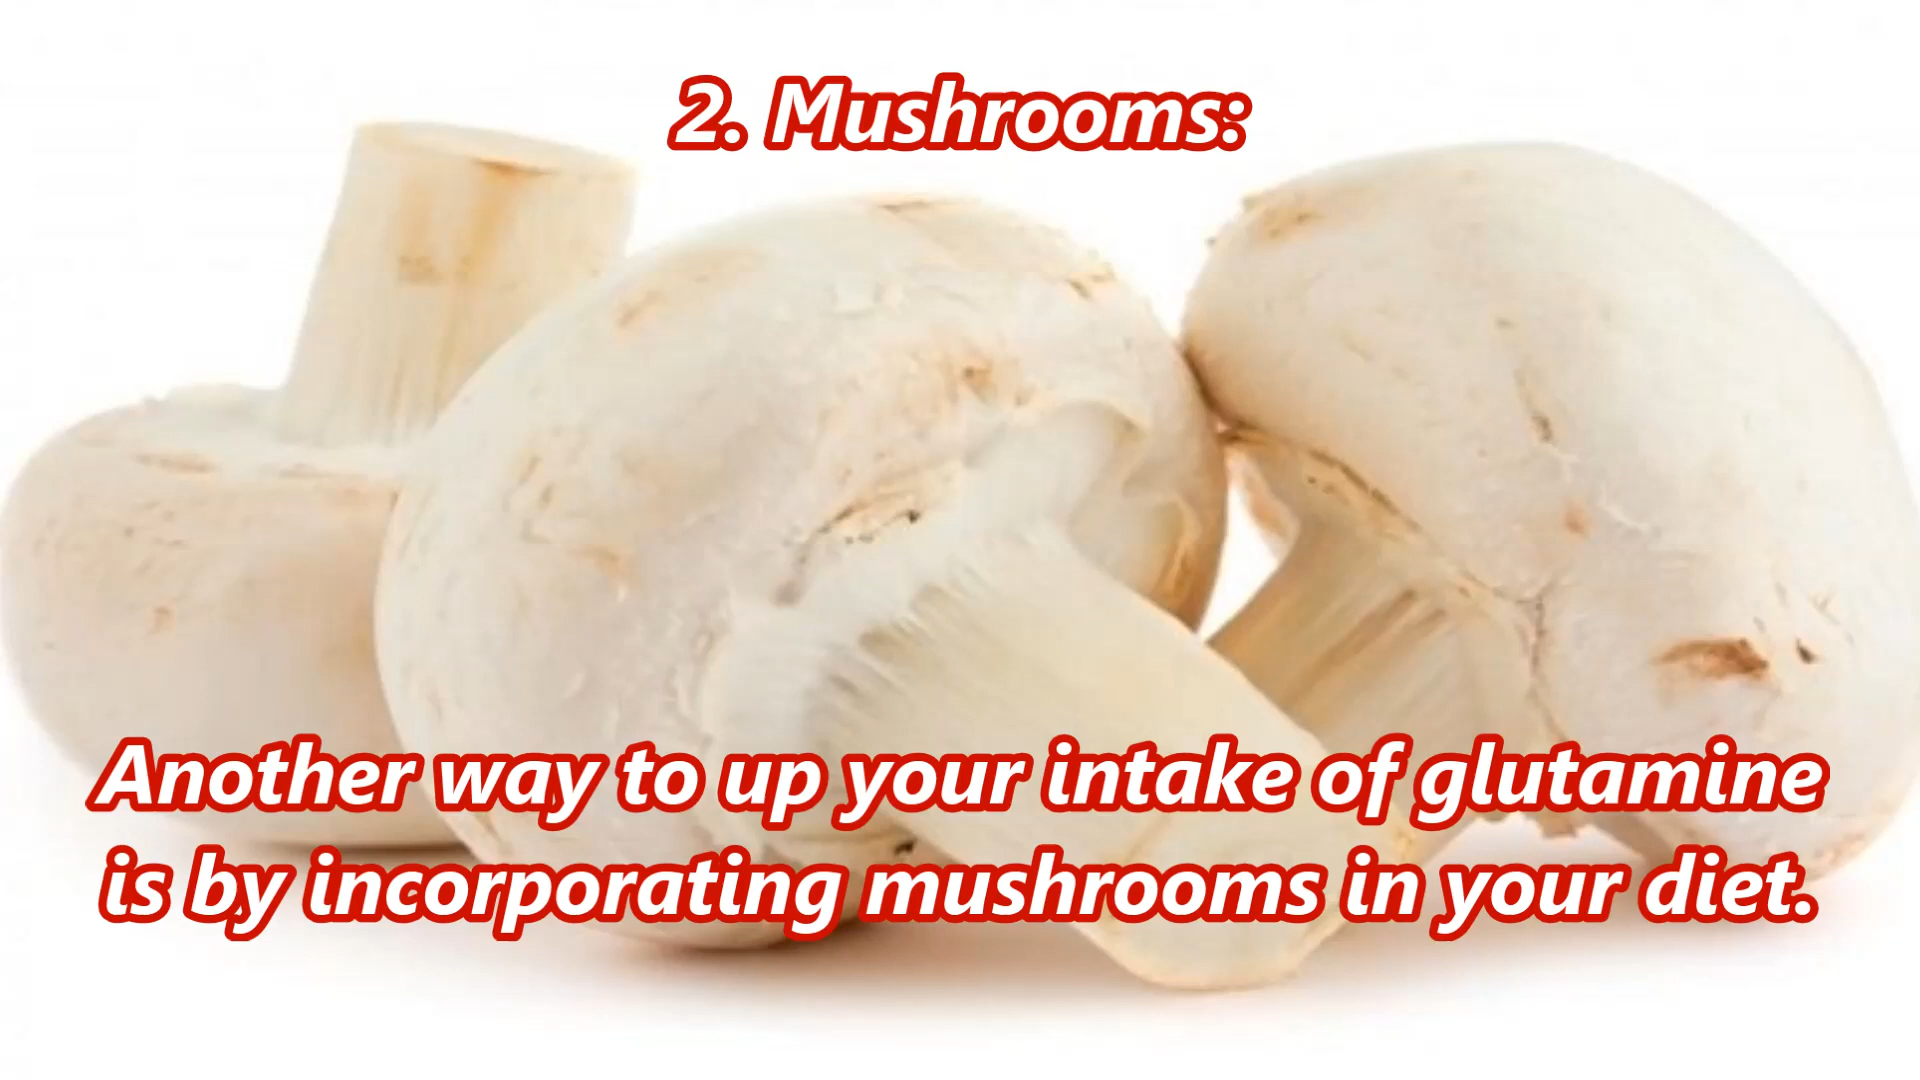 2. Mushrooms:
Another way to up your intake of glutamine
is by incorporating mushrooms in your diet.